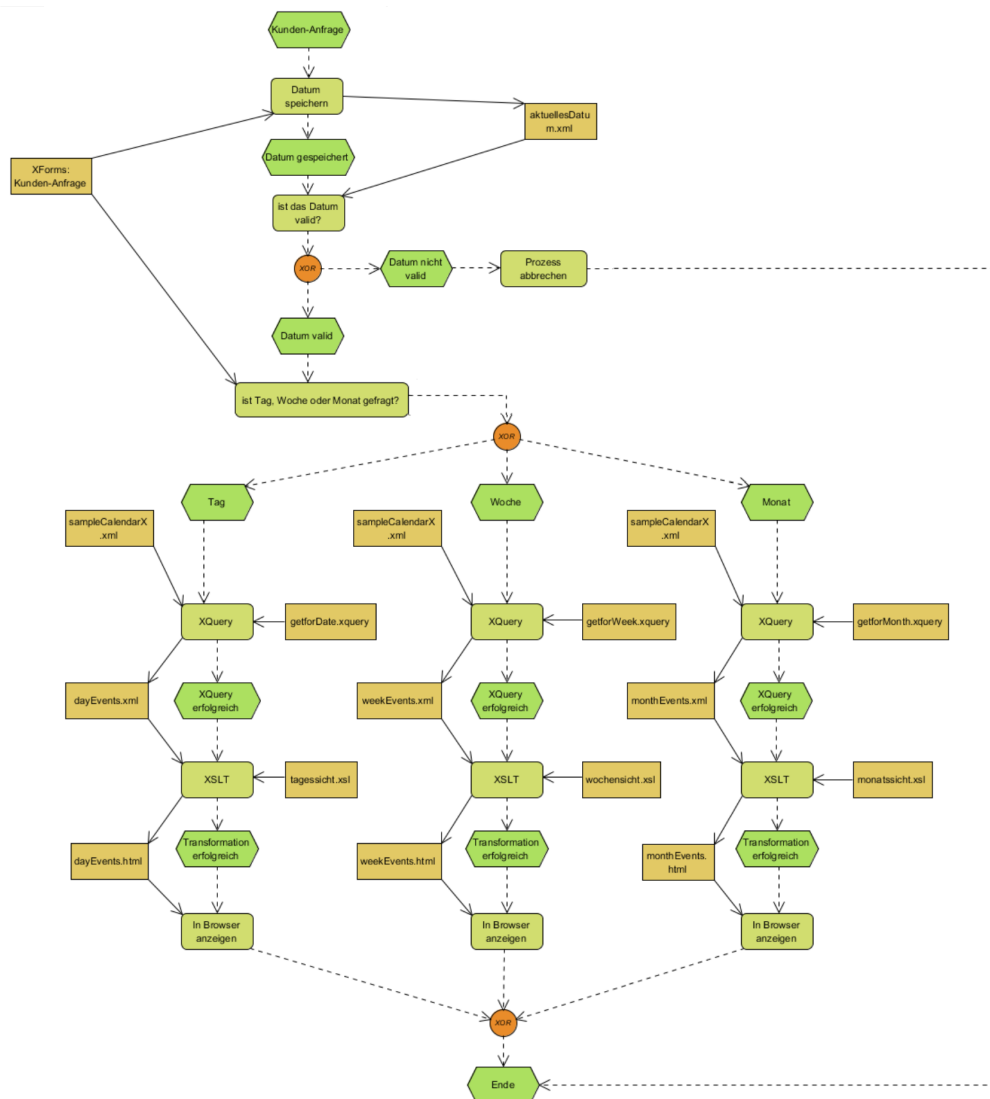 Kunden-Anfrage
Datum
speichern
aktuellesDatu
m.xml
Datum gespeichert
XForms:
Kunden-Anfrage
ist das Datum
valid?
XOR
Datum nicht
valid
Prozess
abbrechen
Datum valid
ist Tag, Woche oder Monat gefragt?
XOR
Tag
Woche
Monat
sampleCalendarX
.xml
sampleCalendarX
.xml
sampleCalendarX
.xml
XQuery
getforDate.xquery
XQuery
getforWeek.xquery
XQuery
getforMonth.xquery
dayEvents.xml
XQuery
erfolgreich
weekEvents.xml
XQuery
erfolgreich
monthEvents.xml
XQuery
erfolgreich
XSLT
tagessicht.xsl
XSLT
wochensicht.xsl
XSLT
monatssicht.xsl
dayEvents.html
Transformation
erfolgreich
weekEvents.html
Transformation
erfolgreich
monthEvents.
html
Transformation
erfolgreich
In Browser
anzeigen
In Browser
anzeigen
In Browser
anzeigen
XOR
Ende